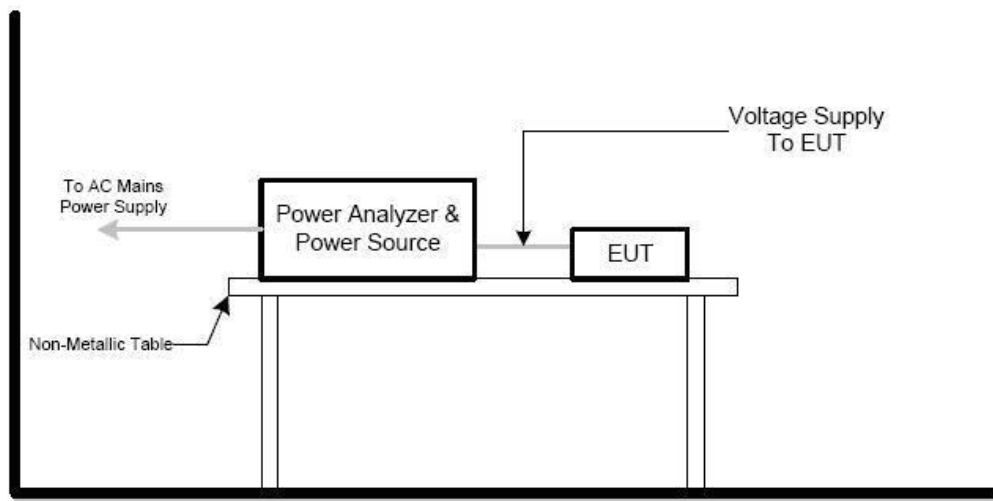 Voltage Supply
To EUT
To AC Mains
Power Supply
Power Analyzer &
Power Source
EUT
Non-Metallic Table